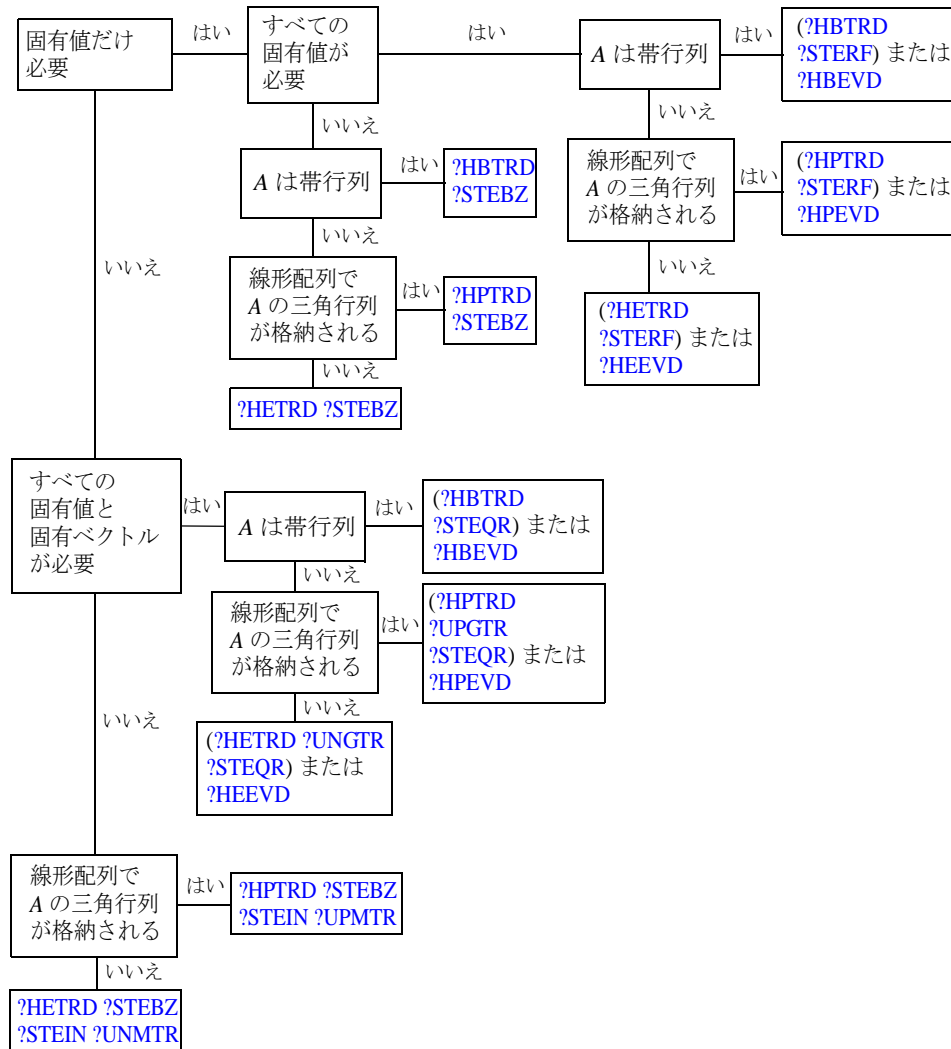 固有値だけ
必要
はい
すべての
固有値が
必要
はい
A は帯行列
はい
(?HBTRD
?STERF) または
?HBEVD
いいえ
いいえ
A は帯行列
はい
?HBTRD
?STEBZ
線形配列で
A の三角行列
が格納される
はい
(?HPTRD
?STERF) または
?HPEVD
いいえ
いいえ
いいえ
線形配列で
A の三角行列
が格納される
はい
?HPTRD
?STEBZ
(?HETRD
?STERF) または
?HEEVD
いいえ
?HETRD ?STEBZ
すべての
固有値と
固有ベクトル
が必要
はい
A は帯行列
はい
(?HBTRD
?STEQR) または
?HBEVD
いいえ
線形配列で
A の三角行列
が格納される
はい
(?HPTRD
?UPGTR
?STEQR) または
?HPEVD
いいえ
いいえ
(?HETRD ?UNGTR
?STEQR) または
?HEEVD
線形配列で
A の三角行列
が格納される
はい
?HPTRD ?STEBZ
?STEIN ?UPMTR
いいえ
?HETRD ?STEBZ
?STEIN ?UNMTR